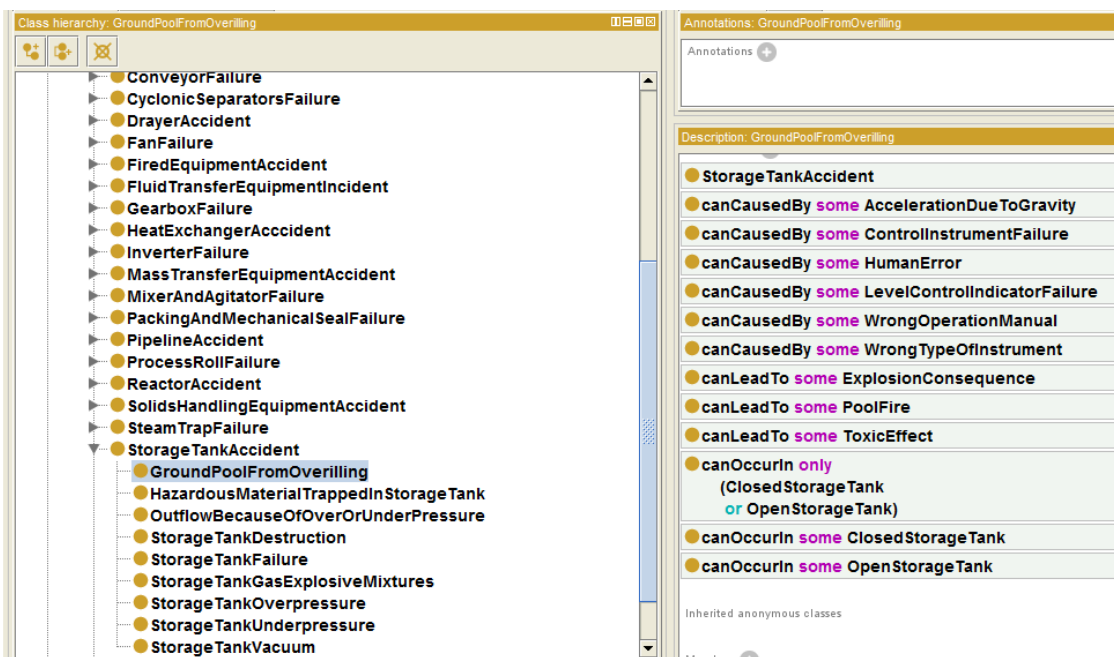 Class hierarchy: GroundPoolFromOverilling
ConveyorFailure
CyclonicSeparatorsFailure
DrayerAccident
FanFailure
FiredEquipmentAccident
FluidTransferEquipmentIncident
GearboxFailure
HeatExchangerAcccident
InverterFailure
MassTransferEquipmentAccident
MixerAndAgitatorFailure
PackingAndMechanicalSealFailure
PipelineAccident
ProcessRollFailure
ReactorAccident
SolidsHandlingEquipmentAccident
SteamTrapFailure
StorageTankAccident
GroundPoolFromOverilling
HazardousMaterialTrappedInStorageTank
OutflowBecauseOfOverOrUnderPressure
StorageTankDestruction
StorageTankFailure
StorageTankGasExplosiveMixtures
StorageTankOverpressure
StorageTankUnderpressure
StorageTankVacuum
Annotations: GroundPoolFromOverilling
Annotations
Description: GroundPoolFromOverilling
StorageTankAccident
canCausedBy some AccelerationDueToGravity
canCausedBy some ControlInstrumentFailure
canCausedBy some HumanError
canCausedBy some LevelControlIndicatorFailure
canCausedBy some WrongOperationManual
canCausedBy some WrongTypeOfInstrument
canLeadTo some ExplosionConsequence
canLeadTo some PoolFire
canLeadTo some ToxicEffect
canOccurIn only
(ClosedStorageTank
or OpenStorageTank)
canOccurIn some ClosedStorageTank
canOccurIn some OpenStorageTank
Inherited anonymous classes